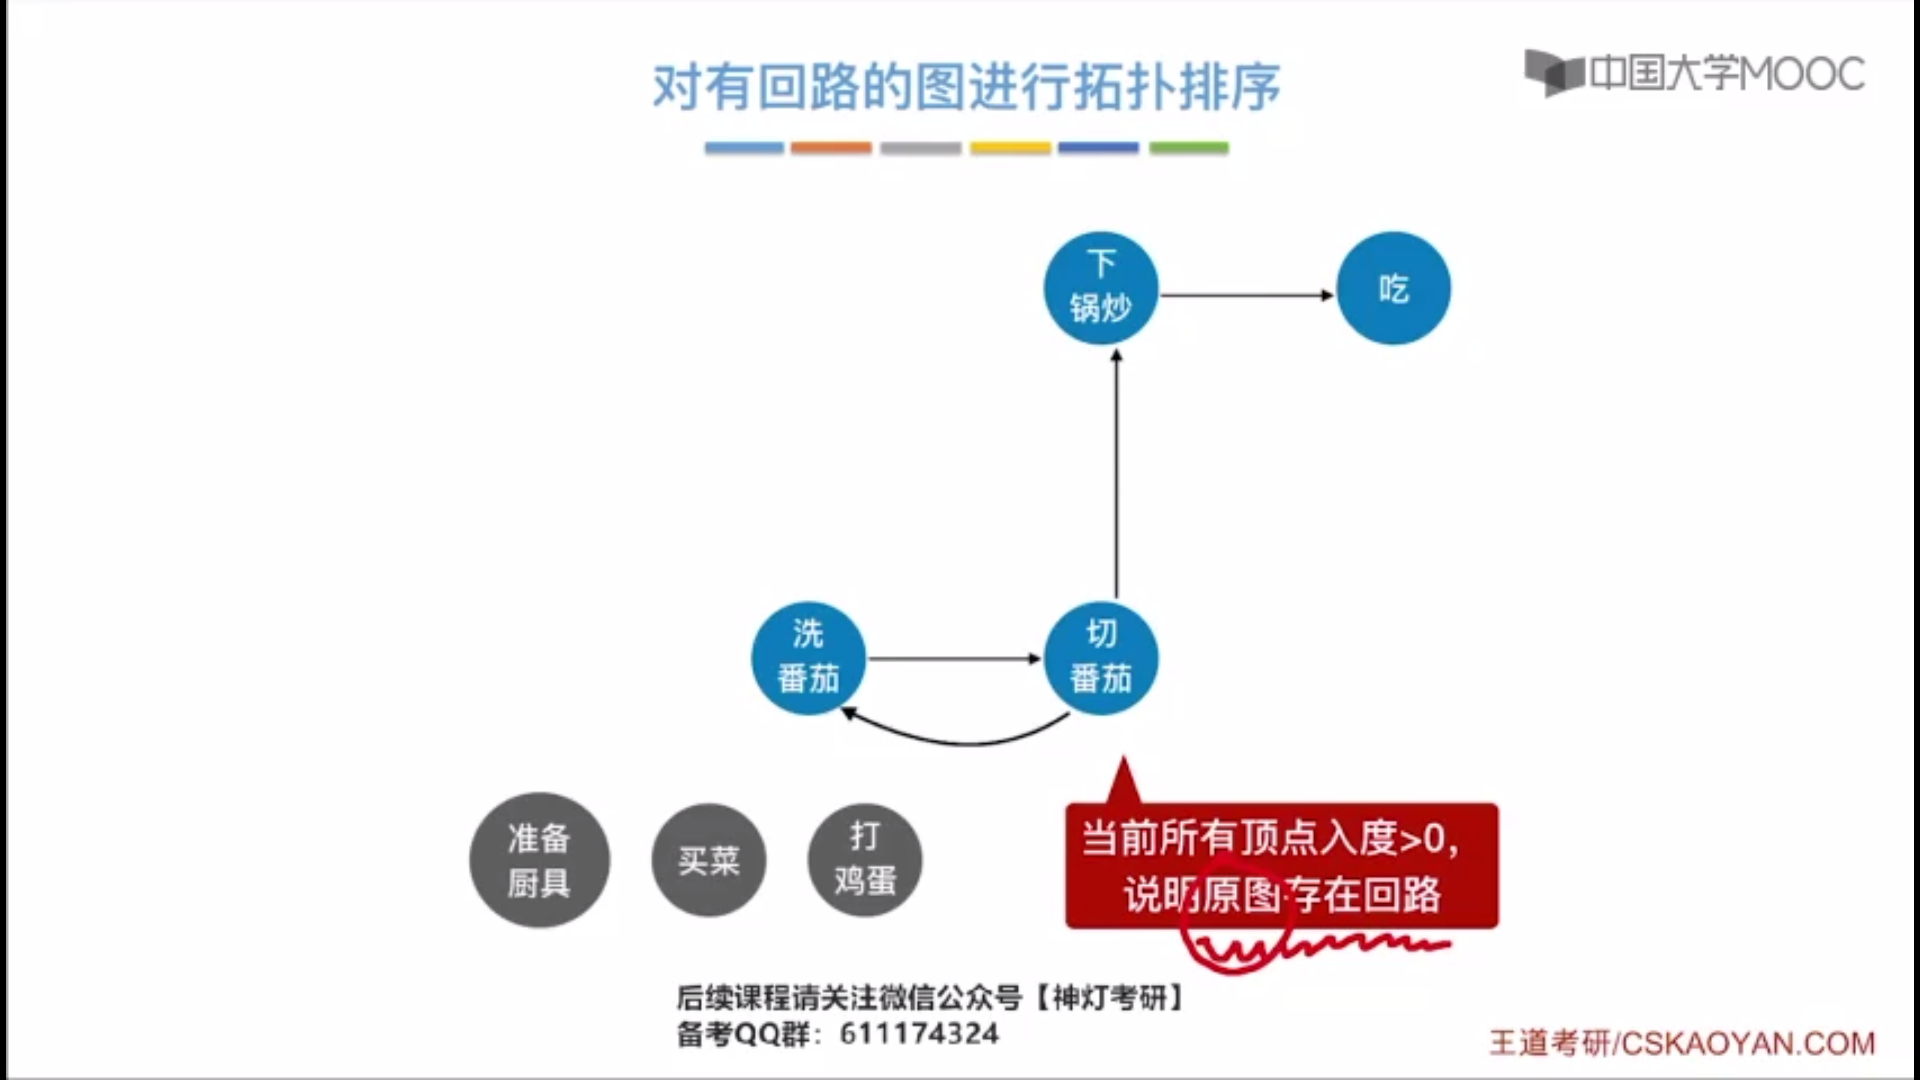 对有回路的图进行拓扑排序
中国大学MOOC
下
锅炒
吃
洗
番茄
切
番茄
准备
厨具
买菜
打
鸡蛋
当前所有顶点入度>0,
说明原图存在回路
后续课程请关注微信公众号【神灯考研】
备考QQ群：611174324
王道考研/CSKAOYAN.COM